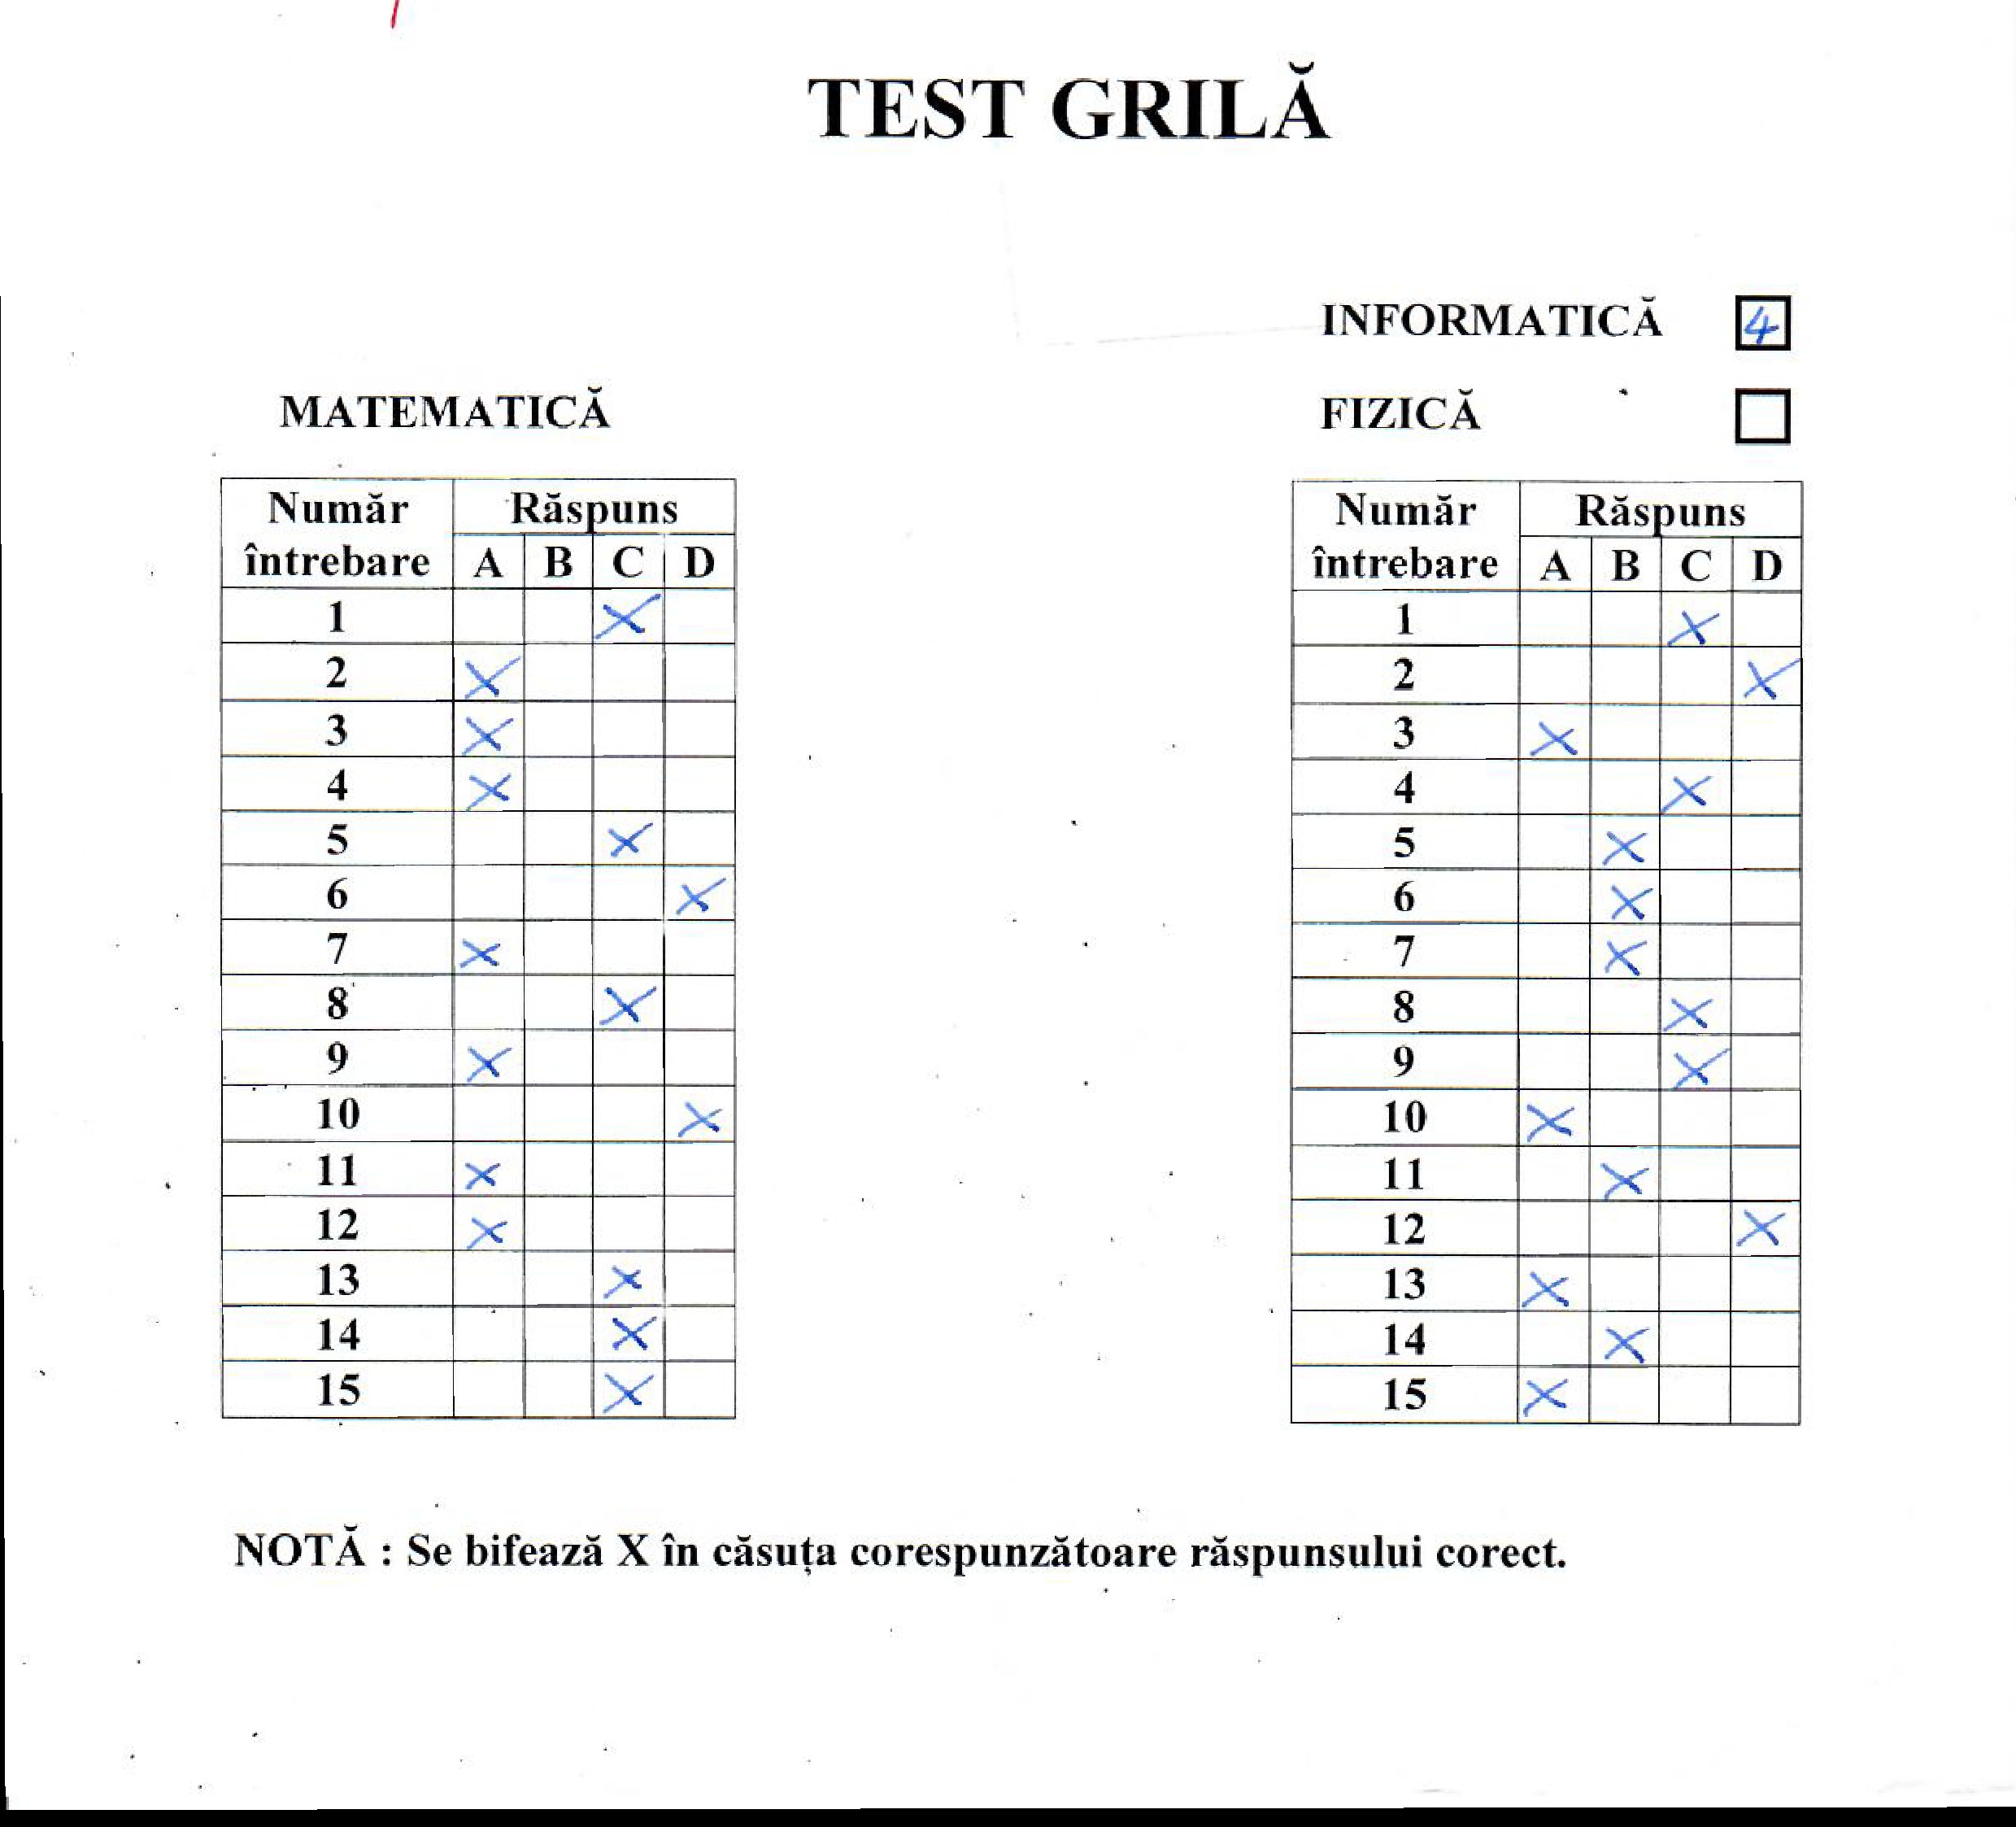 TEST GRILĂ
INFORMATICĂ 4
FIZICĂ
MATEMATICĂ
Număr întrebare Răspuns
A B C D
1 X
2 X
3 X
4 X
5 X
6 X
7 X
8 X
9 X
10 X
11 X
12 X
13 X
14 X
15 X
Număr întrebare Răspuns
A B C D
1 X
2 X
3 X
4 X
5 X
6 X
7 X
8 X
9 X
10 X
11 X
12 X
13 X
14 X
15 X
NOTĂ : Se bifează X în căsuța corespunzătoare răspunsului corect.